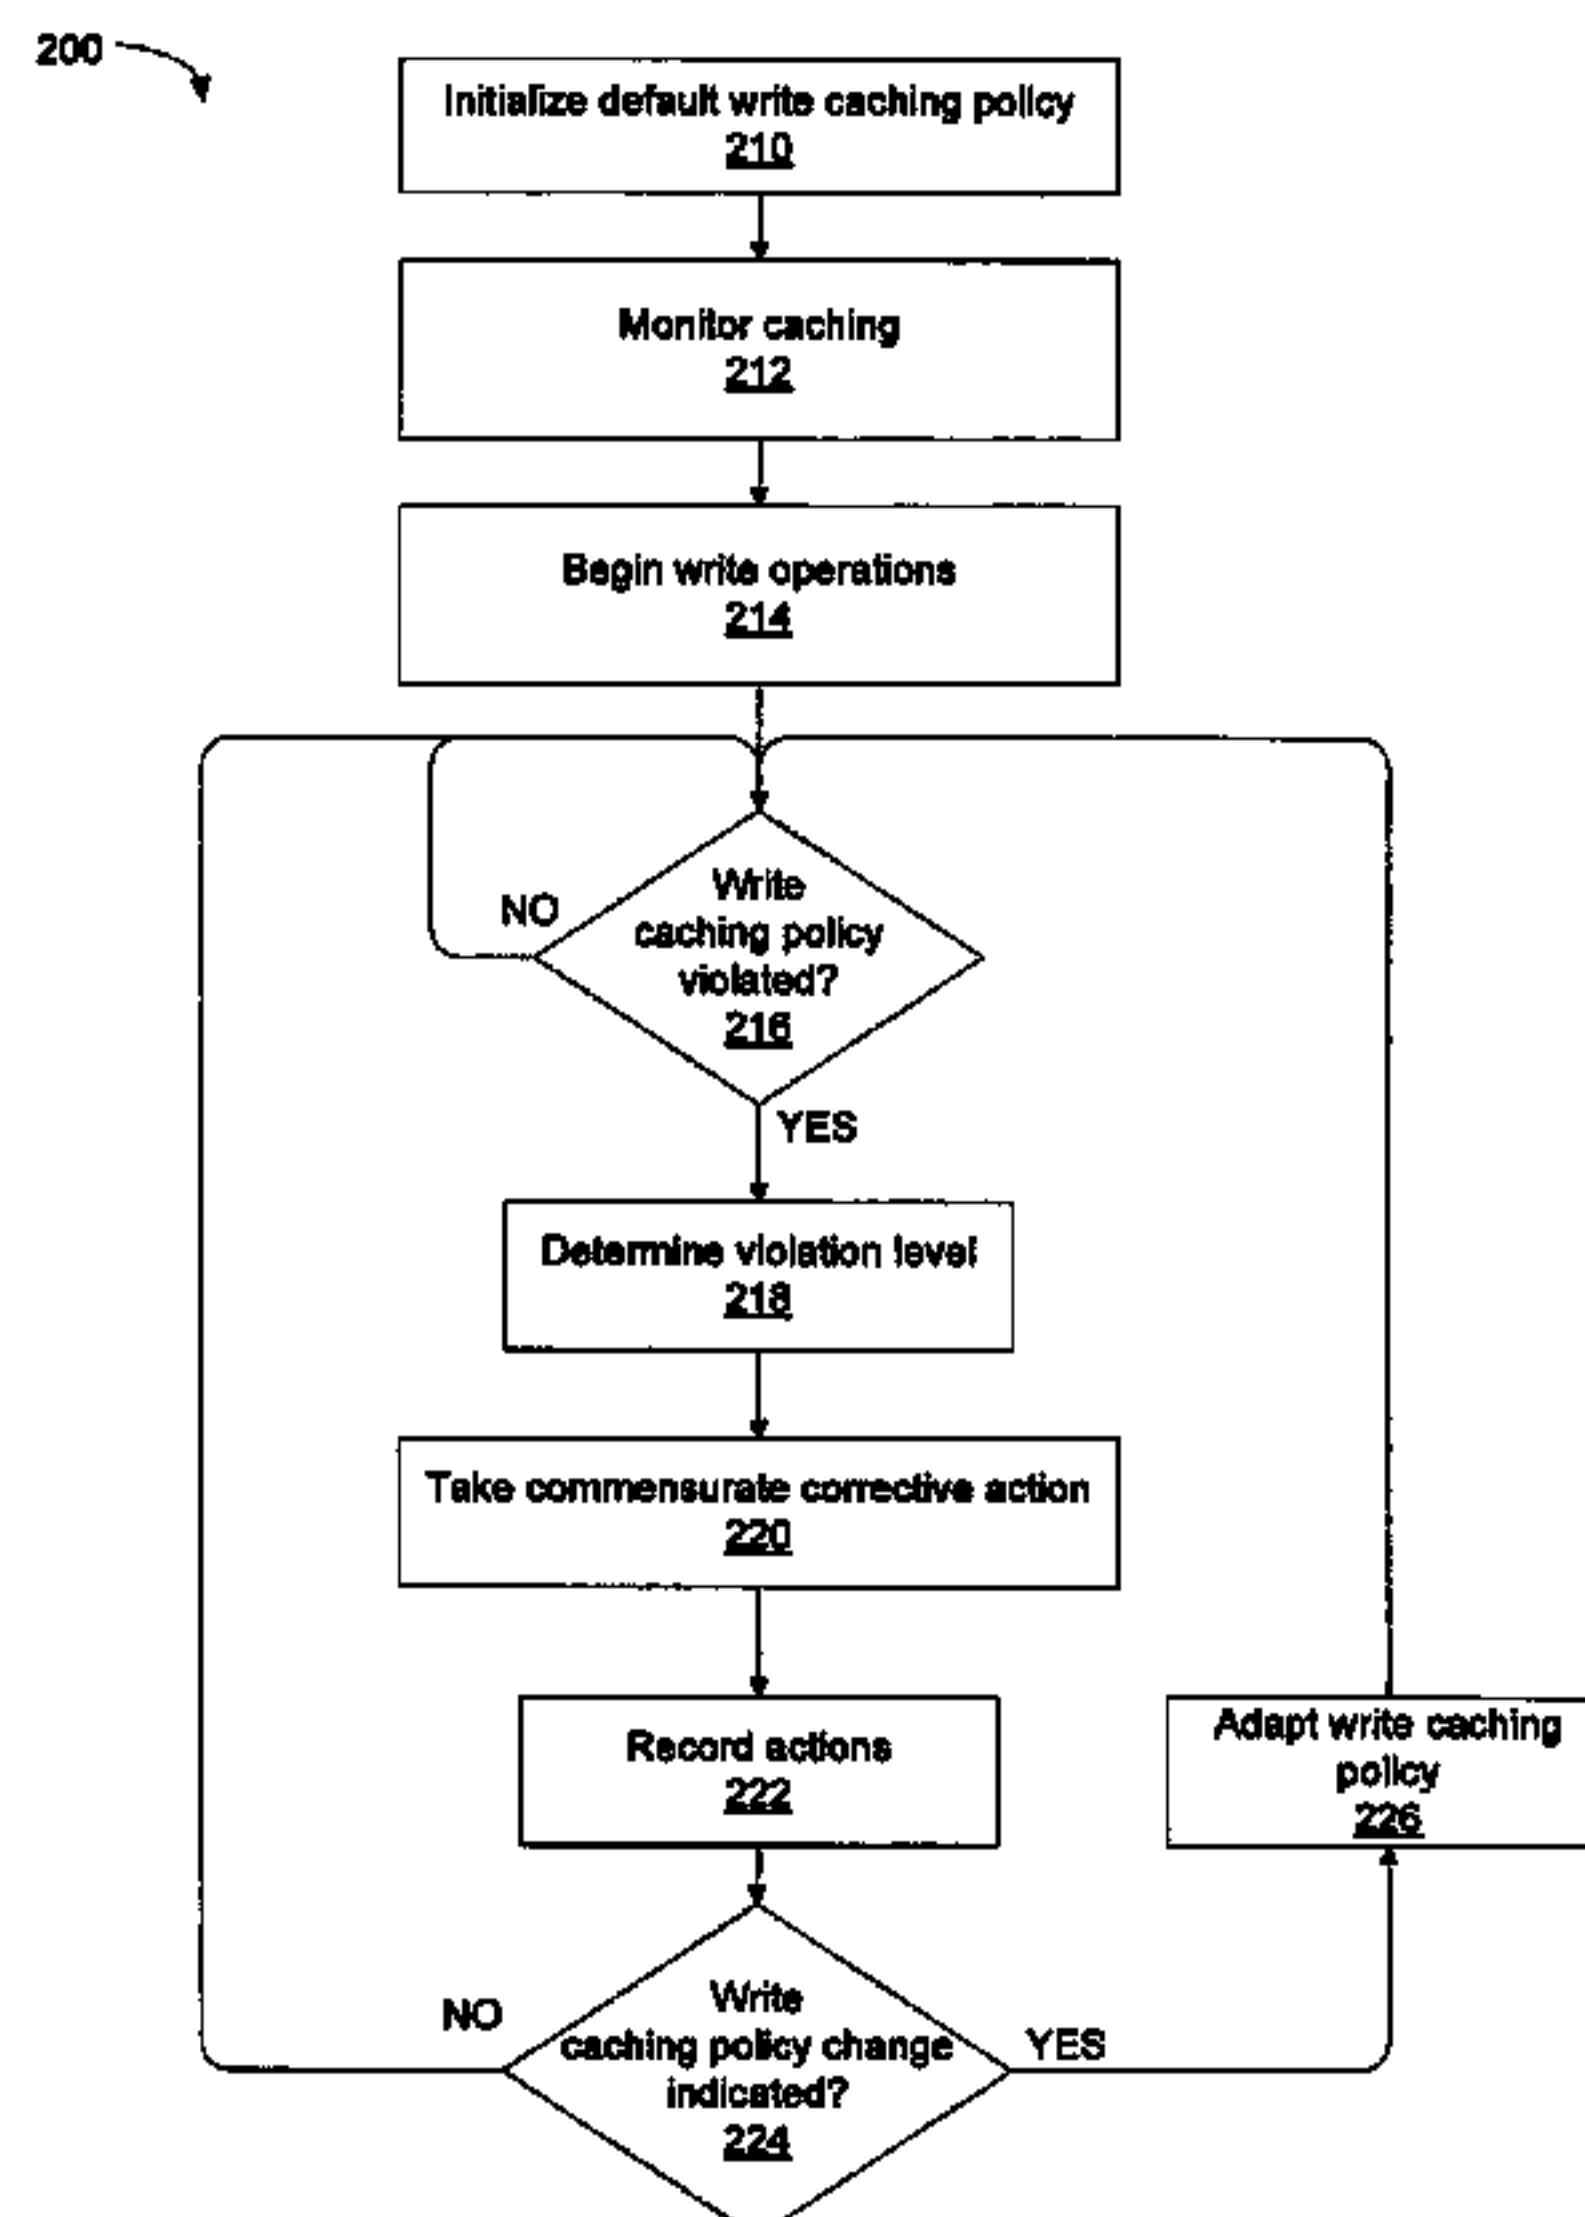 200
Initialize default write caching policy
210
Monitor caching
212
Begin write operations
214
NO
Write
caching policy
violated?
216
YES
Determine violation level
218
Take commensurate corrective action
220
Record actions
222
Adapt write caching
policy
226
NO
Write
caching policy change
indicated?
224
YES